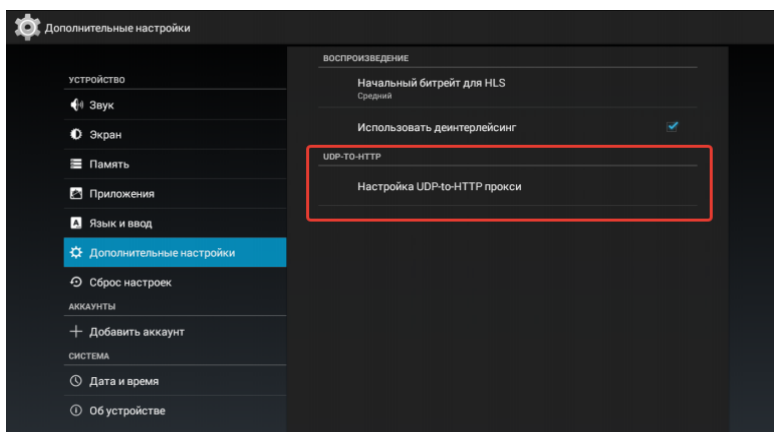 Дополнительные настройки
УСТРОЙСТВО
Звук
Экран
Память
Приложения
Язык и ввод
Дополнительные настройки
Сброс настроек
АККАУНТЫ
Добавить аккаунт
СИСТЕМА
Дата и время
Об устройстве
ВОСПРОИЗВЕДЕНИЕ
Начальный битрейт для HLS
Средний
Использовать деинтерлейсинг
UDP-TO-HTTP
Настройка UDP-to-HTTP прокси